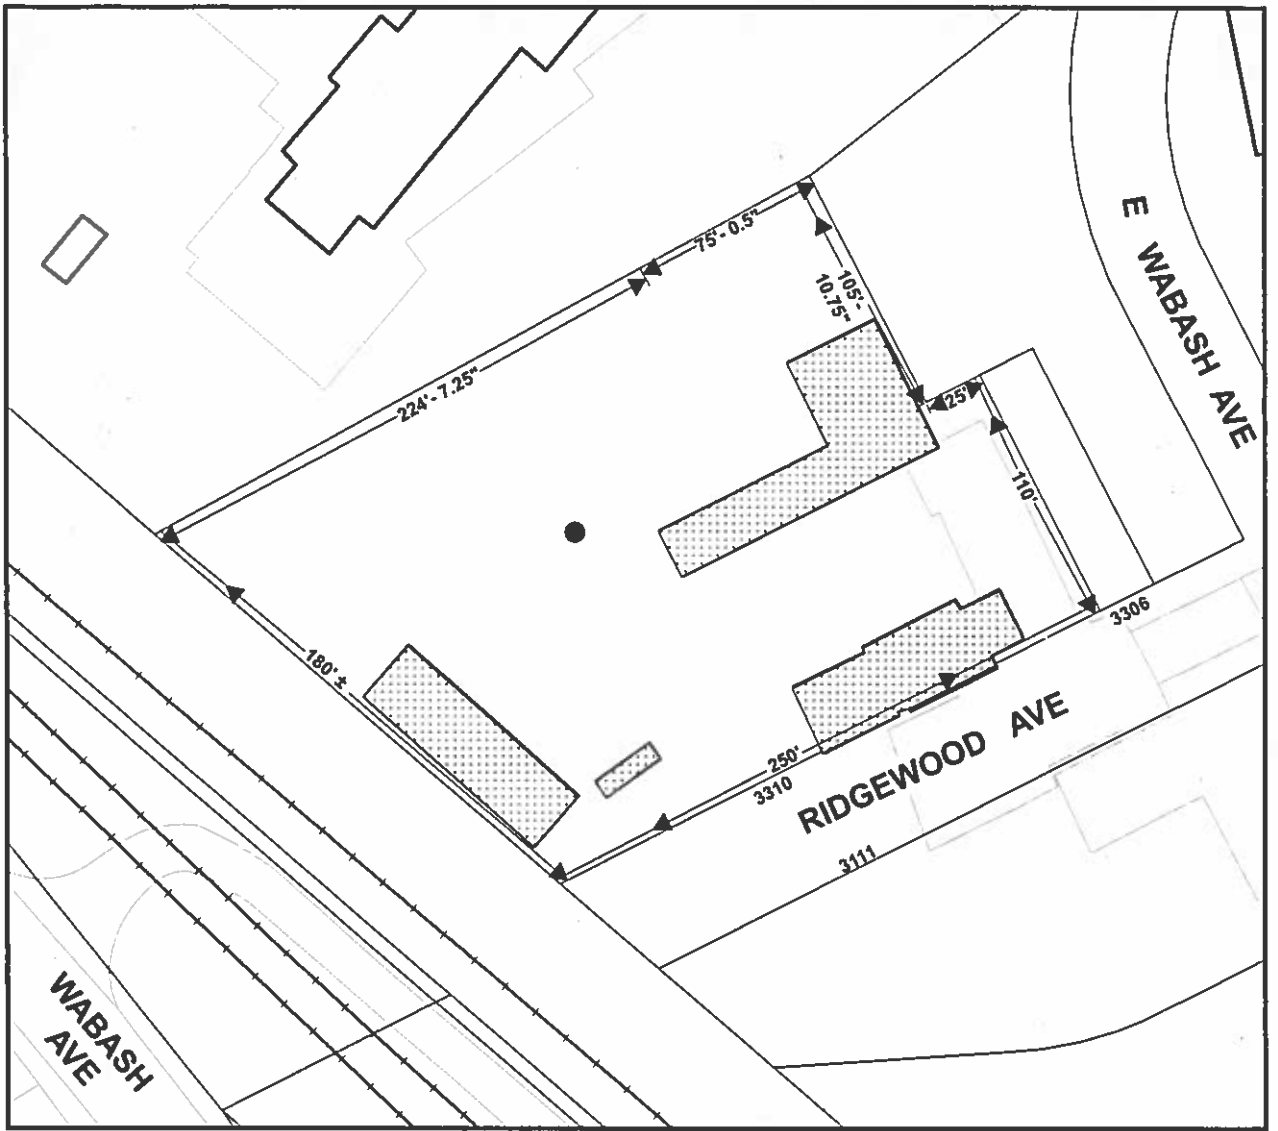 75'- 0.5"
105'-
10.75"
224'- 7.25"
25'
110'
E WABASH AVE
180' ±
3306
250'
3310
RIDGEWOOD AVE
3111
WABASH
AVE